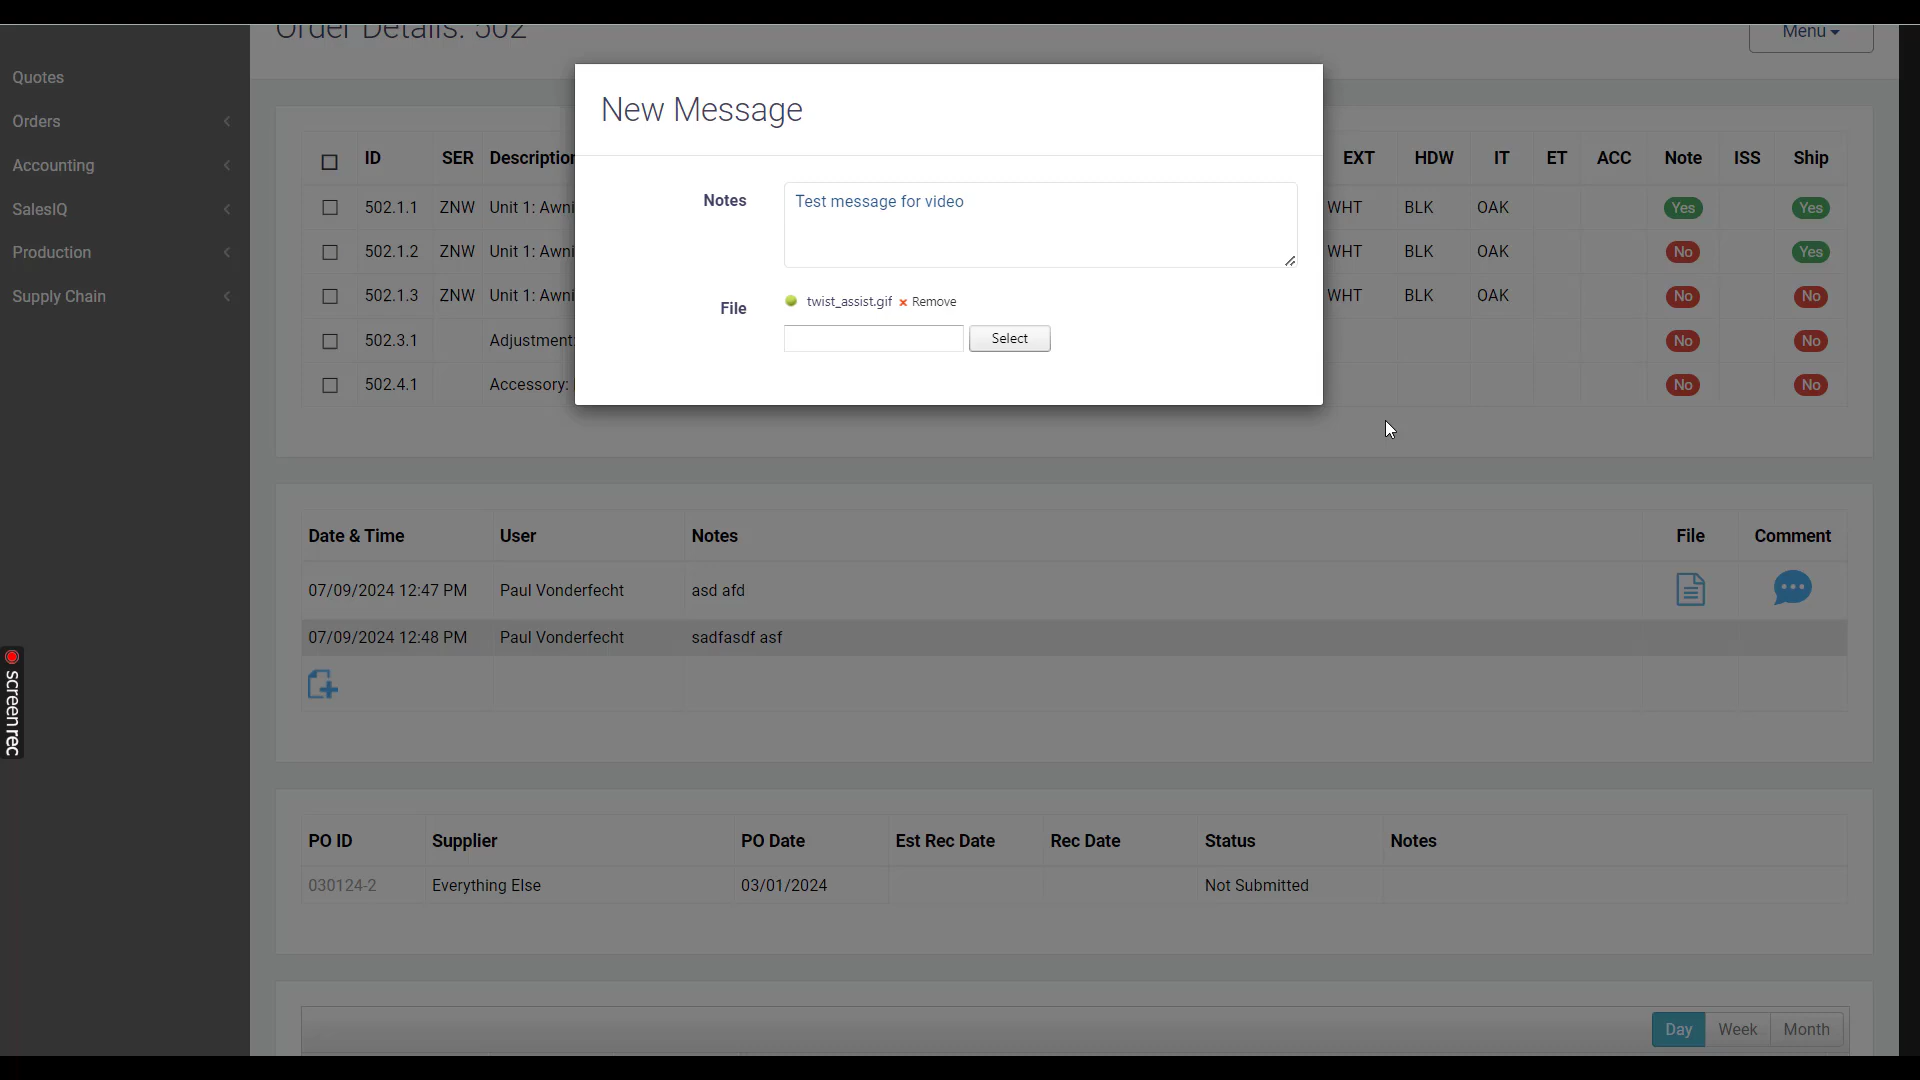 Order Details: 502
Menu
Quotes
Orders
Accounting
SalesIQ
Production
Supply Chain
New Message
Notes
Test message for video
File
twist_assist.gif
Remove
Select
ID SER Description EXT HDW IT ET ACC Note ISS Ship
502.1.1 ZNW Unit 1: Awni WHT BLK OAK Yes Yes
502.1.2 ZNW Unit 1: Awni WHT BLK OAK No Yes
502.1.3 ZNW Unit 1: Awni WHT BLK OAK No No
502.3.1 Adjustment: No No
502.4.1 Accessory: No No
Date & Time User Notes File Comment
07/09/2024 12:47 PM Paul Vonderfecht asd afd
07/09/2024 12:48 PM Paul Vonderfecht sadfasdf asf
PO ID Supplier PO Date Est Rec Date Rec Date Status Notes
030124-2 Everything Else 03/01/2024 Not Submitted
Day Week Month
screenrec